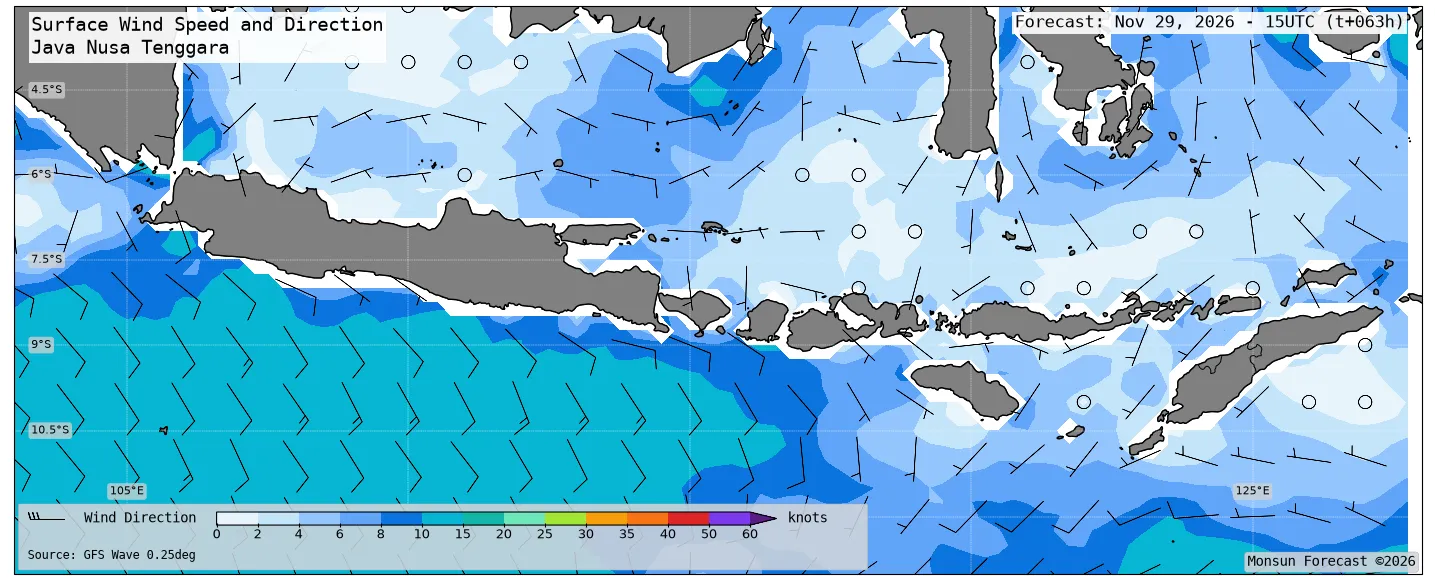 Surface Wind Speed and Direction
Java Nusa Tenggara
Forecast: Nov 29, 2026 - 15UTC (t+063h)
4.5°S
6°S
7.5°S
9°S
10.5°S
105°E
125°E
Wind Direction
0 2 4 6 8 10 15 20 25 30 35 40 50 60
knots
Source: GFS Wave 0.25deg
Monsun Forecast ©2026